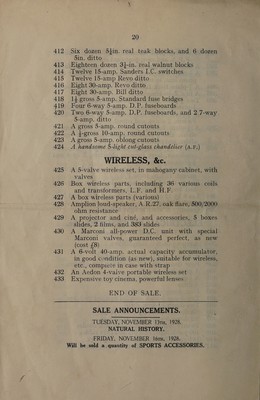 20
412 Six dozen 5½in. real teak blocks, and 6 dozen
5in. ditto
413 Eighteen dozen 3½-in. real walnut blocks
414 Twelve 15-amp. Sanders I.C. switches
415 Twelve 15-amp Revo ditto
416 Eight 30-amp. Revo ditto
417 Eight 30-amp. Bill ditto
418 1½ gross 5-amp. Standard fuse bridges
419 Four 6-way 5-amp. D.P. fuseboards
420 Two 6-way 5-amp. D.P. fuseboards, and 2 7-way
5-amp. ditto
421 A gross 5-amp. round cutouts
422 A ½-gross 10-amp. round cutouts
423 A gross 5-amp. oblong cutouts
424 A handsome 5-light cut-glass chandelier (A.F.)
WIRELESS, &c.
425 A 5-valve wireless set, in mahogany cabinet, with
valves
426 Box wireless parts, including 36 various coils
and transformers, L.F. and H.F.
427 A box wireless parts (various)
428 Amplion loud-speaker, A.R.27, oak flare, 500/2000
ohm resistance
429 A projector and ciné, and accessories, 5 boxes
slides, 2 films, and 383 slides
430 A Marconi all-power D.C. unit with special
Marconi valves, guaranteed perfect, as new
(cost £8)
431 A 6-volt 40-amp. actual capacity accumulator,
in good condition (as new), suitable for wireless,
etc., complete in case with strap
432 An Aedon 4-valve portable wireless set
433 Expensive toy cinema, powerful lenses
END OF SALE.
SALE ANNOUNCEMENTS.
TUESDAY, NOVEMBER 13TH, 1928.
NATURAL HISTORY.
FRIDAY, NOVEMBER 16TH, 1928.
Will be sold a quantity of SPORTS ACCESSORIES.